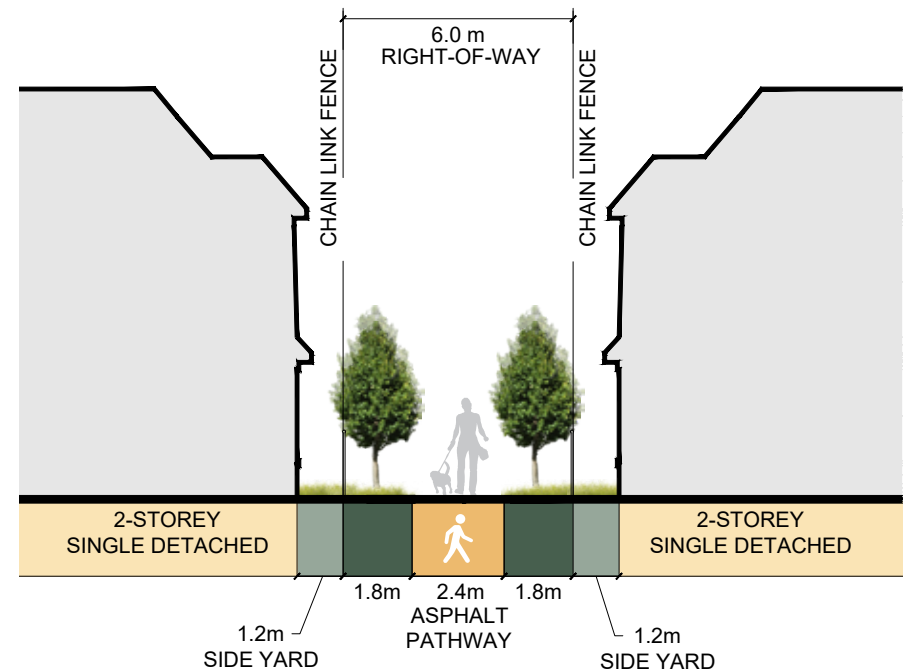 6.0 m
RIGHT-OF-WAY
CHAIN LINK FENCE
CHAIN LINK FENCE
2-STOREY
SINGLE DETACHED
2-STOREY
SINGLE DETACHED
1.8m
2.4m
1.8m
ASPHALT
PATHWAY
1.2m
SIDE YARD
1.2m
SIDE YARD